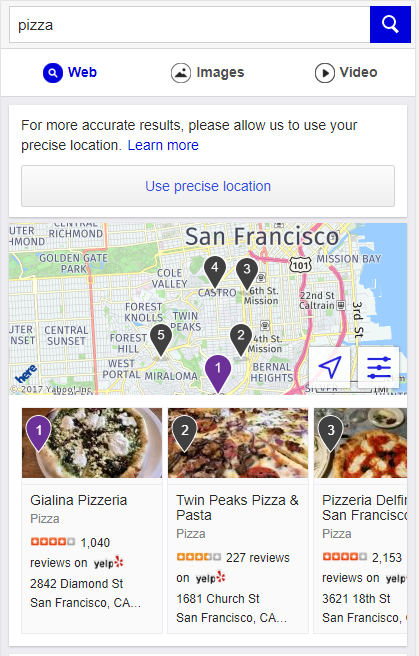 pizza
Web
Images
Video
For more accurate results, please allow us to use your
precise location. Learn more
Use precise location
CENTRAL
RICHMOND
RICHMOND
San Francisco
GOLDEN GATE
PARK
MISSION BAY
COLE
VALLEY
4
3
101
CASTRO
16th St.
Mission
22nd St
Caltrain
3rd St
FOREST
KNOLLS
TWIN
PEAKS
UTER
SUNSET
CENTRAL
SUNSET
FOREST
HILL
5
2
24th St.
Mission
WEST
PORTAL
MIRALOMA
1
BERNAL
HEIGHTS
here
© 2017 Yahoo! Inc.
SILVER
1
2
3
Gialina Pizzeria
Pizza
1,040
reviews on yelp
2842 Diamond St
San Francisco, CA...
Twin Peaks Pizza &
Pasta
Pizza
227 reviews
on yelp
1681 Church St
San Francisco, CA...
Pizzeria Delfin
San Francisco
Pizza
2,153
reviews on yelp
3621 18th St
San Francisco